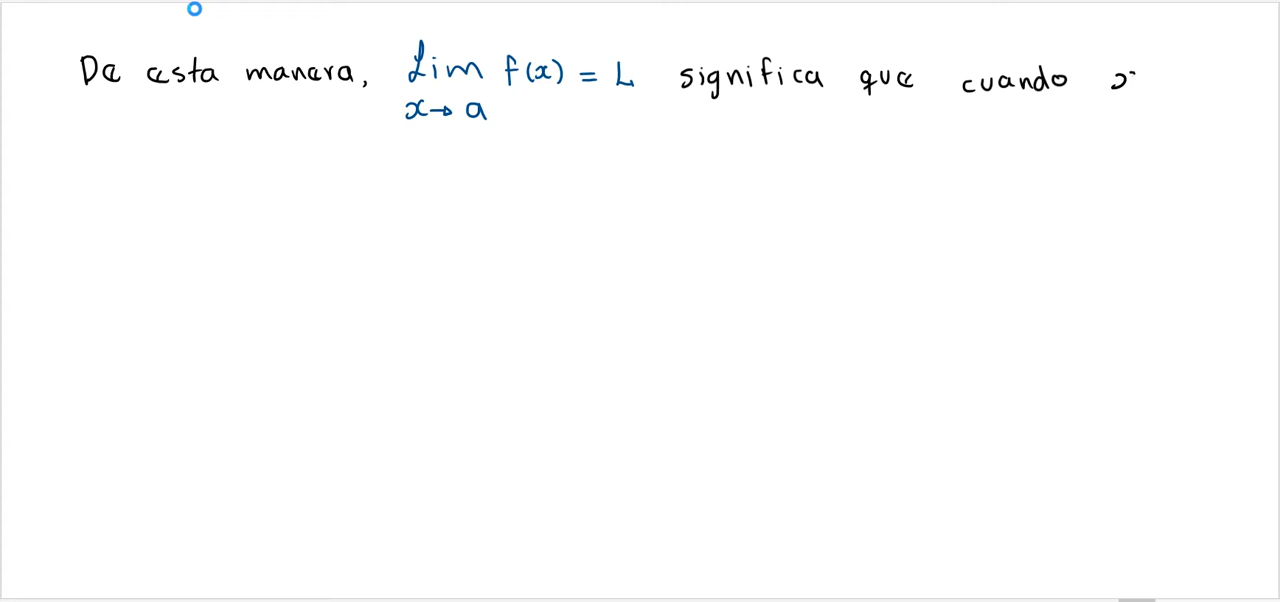 De esta manera, Lim f(x) = L significa que cuando
x→a